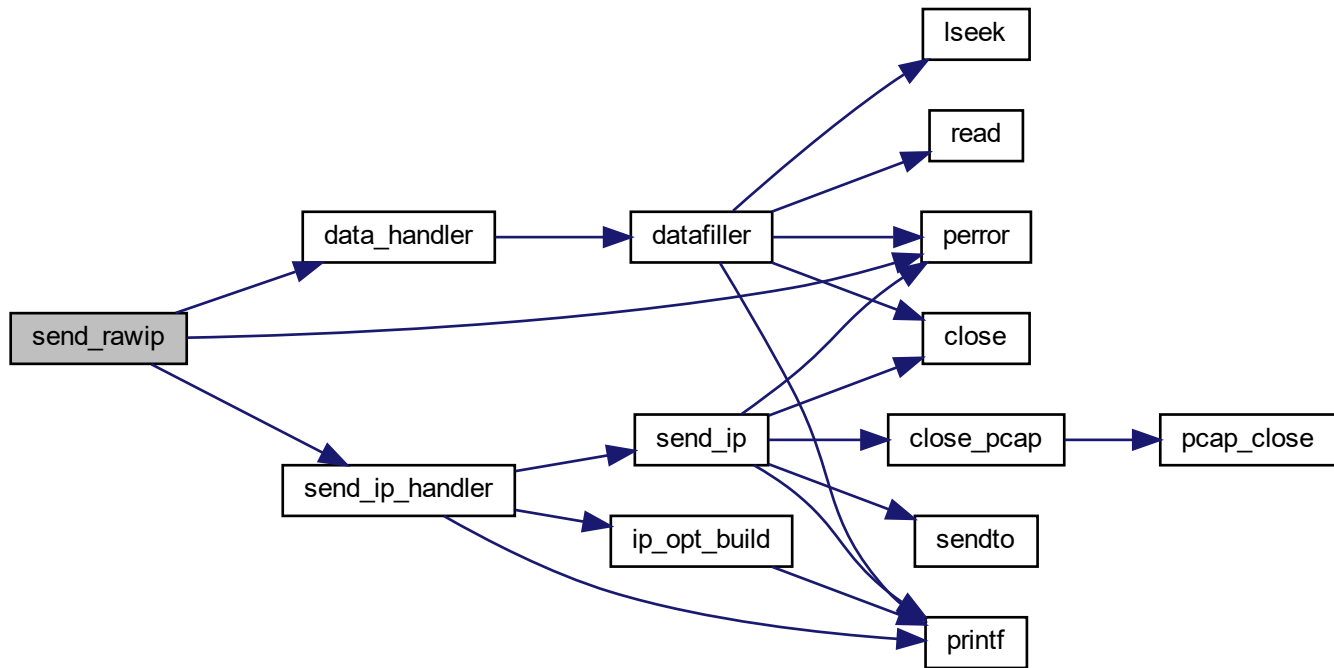 lseek
read
data_handler
datafiller
perror
send_rawip
close
send_ip
close_pcap
pcap_close
send_ip_handler
ip_opt_build
sendto
printf